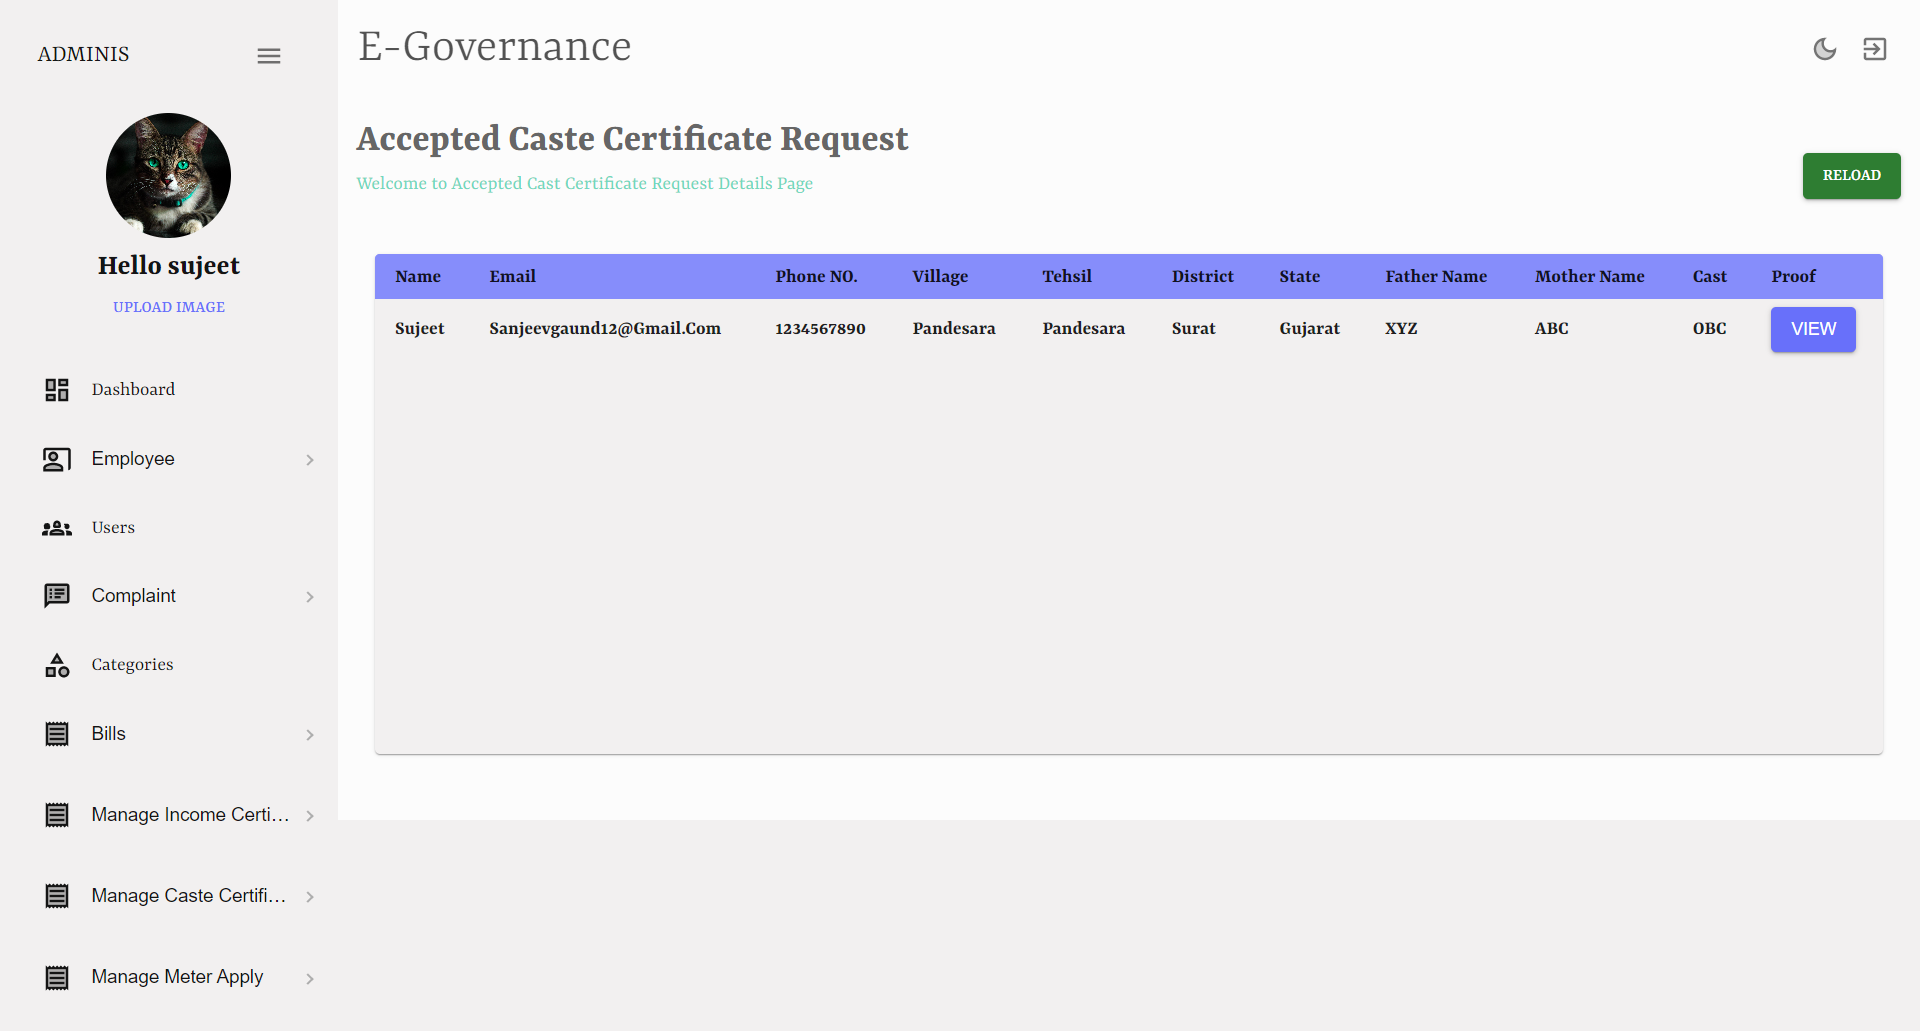 ADMINIS
Hello sujeet
UPLOAD IMAGE
Dashboard
Employee
Users
Complaint
Categories
Bills
Manage Income Certi...
Manage Caste Certifi...
Manage Meter Apply
E-Governance
Accepted Caste Certificate Request
Welcome to Accepted Cast Certificate Request Details Page
RELOAD
Name Email Phone NO. Village Tehsil District State Father Name Mother Name Cast Proof
Sujeet Sanjeevgaund12@Gmail.Com 1234567890 Pandesara Pandesara Surat Gujarat XYZ ABC OBC VIEW